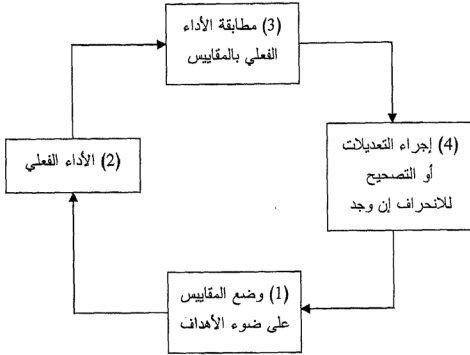 (3) مطابقة الأداء
الفعلي بالمقاييس
(4) إجراء التعديلات
أو التصحيح
للانحراف إن وجد
(2) الأداء الفعلي
(1) وضع المقاييس
على ضوء الأهداف